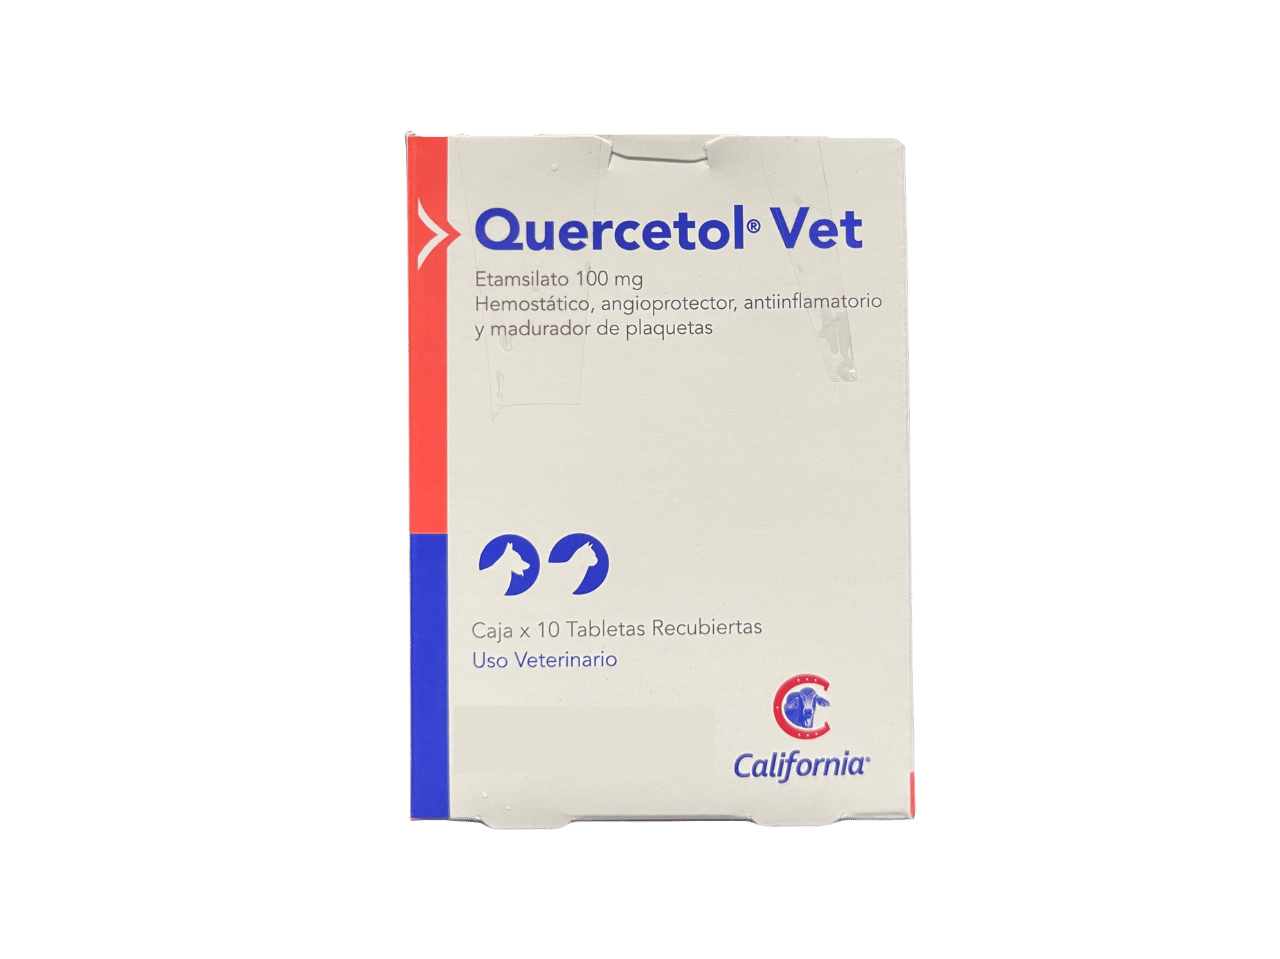 Quercetol® Vet
Etamsilato 100 mg
Hemostático, angioprotector, antiinflamatorio
y madurador de plaquetas
Caja x 10 Tabletas Recubiertas
Uso Veterinario
California®